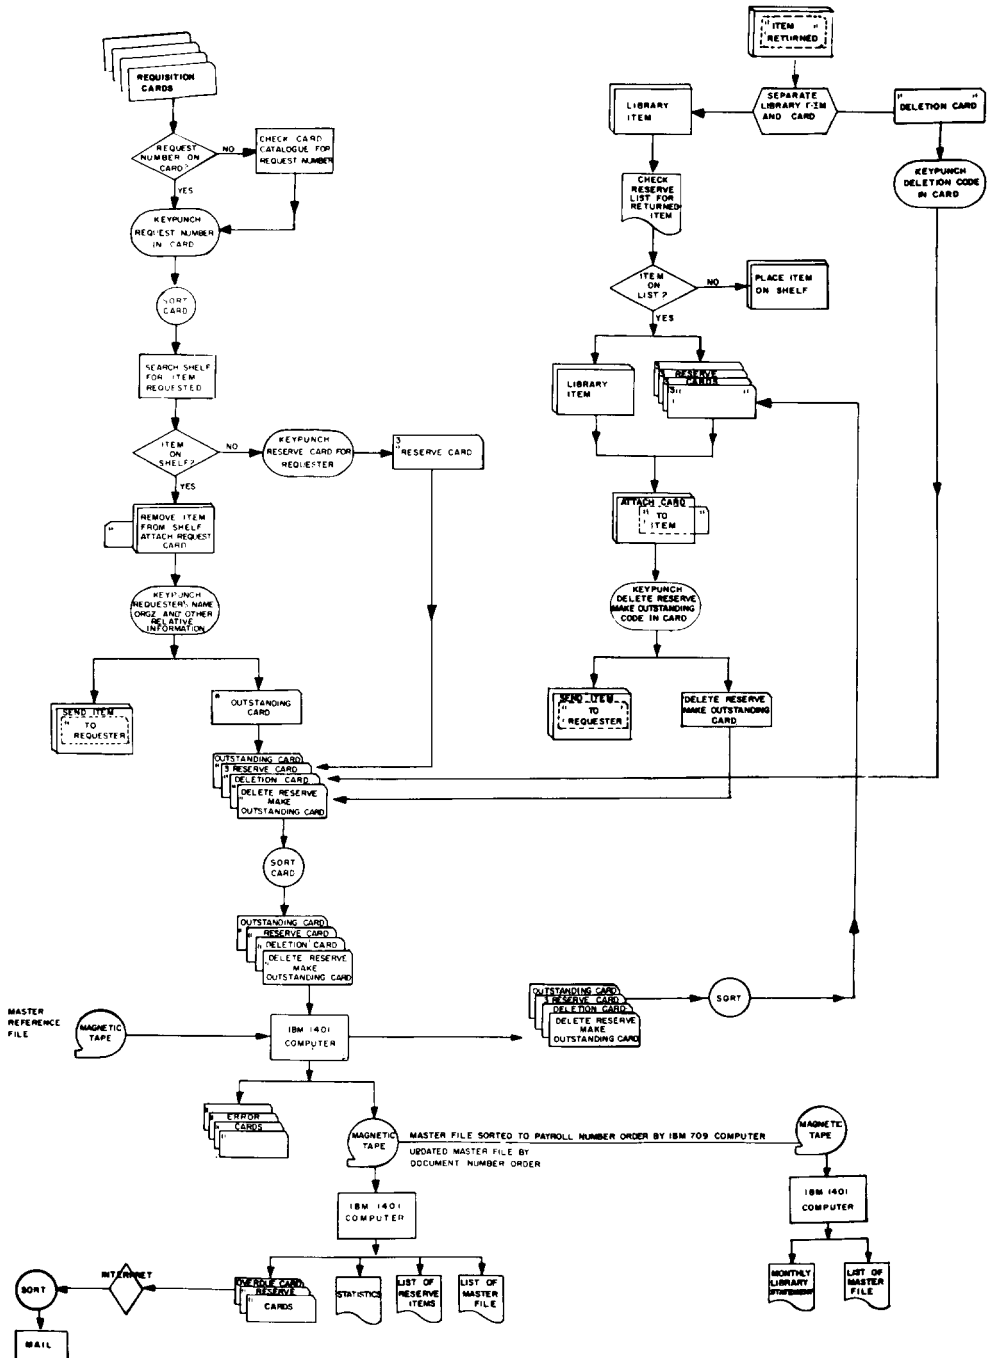 REQUISITION
CARDS
REQUEST
NUMBER ON
CARD?
NO
CHECK CARD
CATALOGUE FOR
REQUEST NUMBER
YES
KEYPUNCH
REQUEST NUMBER
IN CARD
SORT
CARD
SEARCH SHELF
FOR ITEM
REQUESTED
ITEM
ON
SHELF?
NO
KEYPUNCH
RESERVE CARD FOR
REQUESTER
3
RESERVE CARD
YES
REMOVE ITEM
FROM SHELF
ATTACH REQUEST
CARD
KEYPUNCH
REQUESTER'S NAME
ORGZ AND OTHER
RELATIVE
INFORMATION
SEND ITEM
TO
REQUESTER
OUTSTANDING
CARD
OUTSTANDING CARD
3 RESERVE CARD
DELETION CARD
DELETE RESERVE
MAKE
OUTSTANDING CARD
SORT
CARD
OUTSTANDING CARD
RESERVE CARD
DELETION CARD
DELETE RESERVE
MAKE
OUTSTANDING CARD
MASTER
REFERENCE
FILE
MAGNETIC
TAPE
IBM 1401
COMPUTER
OUTSTANDING CARD
3 RESERVE CARD
DELETION CARD
DELETE RESERVE
MAKE
OUTSTANDING CARD
SORT
ERROR
CARDS
MAGNETIC
TAPE
MASTER FILE SORTED TO PAYROLL NUMBER ORDER BY IBM 709 COMPUTER
UPDATED MASTER FILE BY
DOCUMENT NUMBER ORDER
MAGNETIC
TAPE
IBM 1401
COMPUTER
IBM 1401
COMPUTER
SORT
INTERPRET
OVERDUE CARD
RESERVE
CARDS
STATISTICS
LIST OF
RESERVE
ITEMS
LIST OF
MASTER
FILE
MONTHLY
LIBRARY
STATEMENT
LIST OF
MASTER
FILE
MAIL
ITEM
RETURNED
LIBRARY
ITEM
SEPARATE
LIBRARY ITEM
AND CARD
DELETION CARD
CHECK
RESERVE
LIST FOR
RETURNED
ITEM
KEYPUNCH
DELETION CODE
IN CARD
ITEM
ON
LIST?
NO
PLACE ITEM
ON SHELF
YES
LIBRARY
ITEM
RESERVE
CARDS
ATTACH CARD
TO
ITEM
KEYPUNCH
DELETE RESERVE
MAKE OUTSTANDING
CODE IN CARD
SEND ITEM
TO
REQUESTER
DELETE RESERVE
MAKE OUTSTANDING
CARD